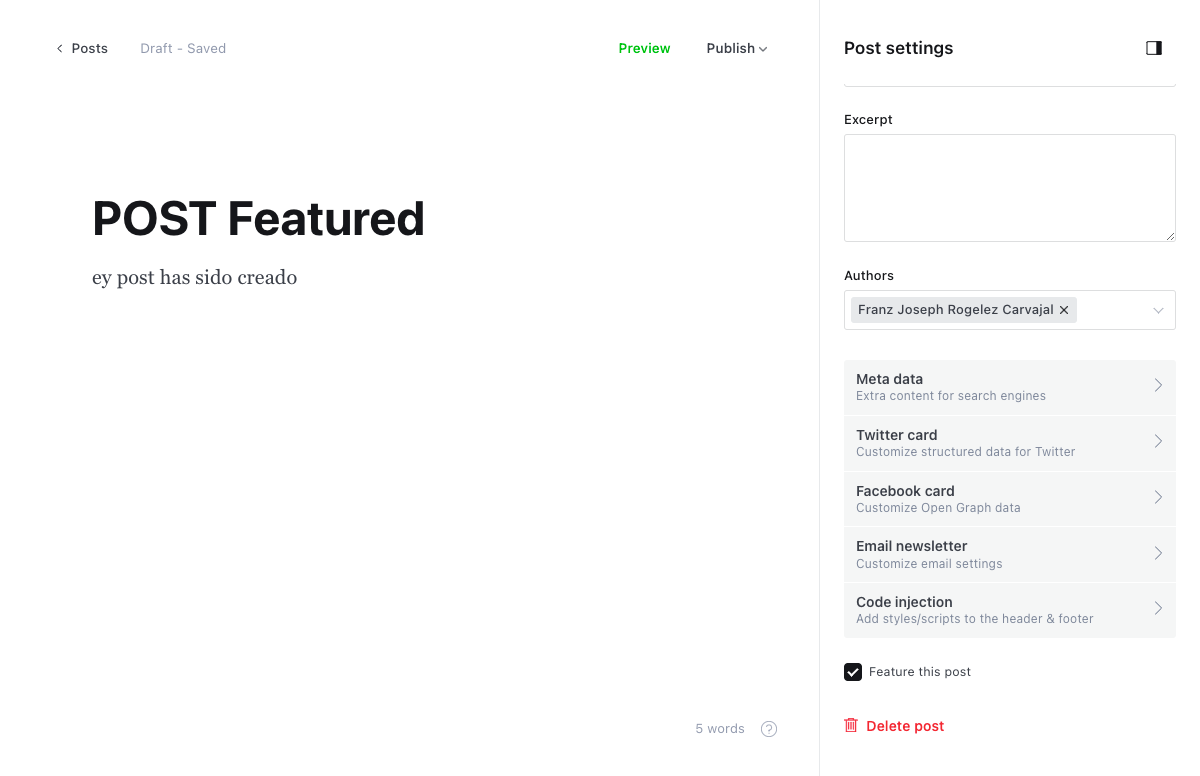 Posts
Draft - Saved
Preview
Publish
POST Featured
ey post has sido creado
5 words
?
Post settings
Excerpt
Authors
Franz Joseph Rogelez Carvajal
Meta data
Extra content for search engines
Twitter card
Customize structured data for Twitter
Facebook card
Customize Open Graph data
Email newsletter
Customize email settings
Code injection
Add styles/scripts to the header & footer
Feature this post
Delete post